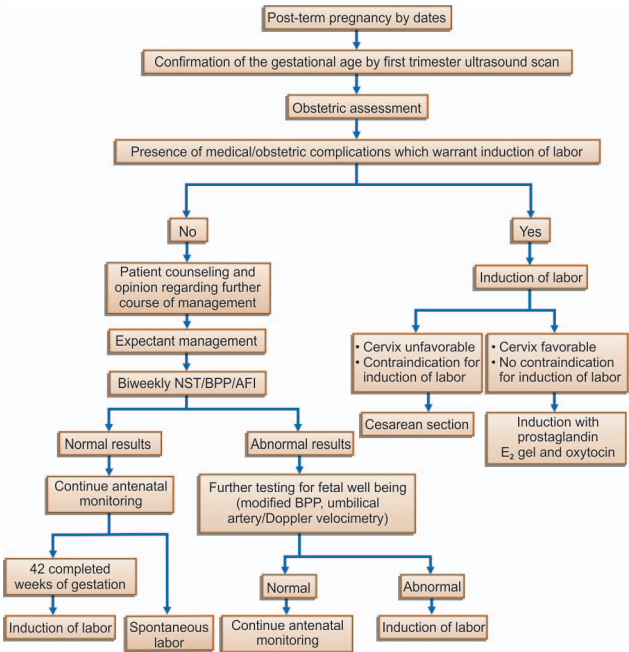 Post-term pregnancy by dates
Confirmation of the gestational age by first trimester ultrasound scan
Obstetric assessment
Presence of medical/obstetric complications which warrant induction of labor
No
Yes
Patient counseling and
opinion regarding further
course of management
Induction of labor
Expectant management
• Cervix unfavorable
• Contraindication for
induction of labor
• Cervix favorable
• No contraindication
for induction of labor
Biweekly NST/BPP/AFI
Cesarean section
Induction with
prostaglandin
E₂ gel and oxytocin
Normal results
Abnormal results
Continue antenatal
monitoring
Further testing for fetal well being
(modified BPP, umbilical
artery/Doppler velocimetry)
42 completed
weeks of gestation
Normal
Abnormal
Induction of labor
Spontaneous
labor
Continue antenatal
monitoring
Induction of labor